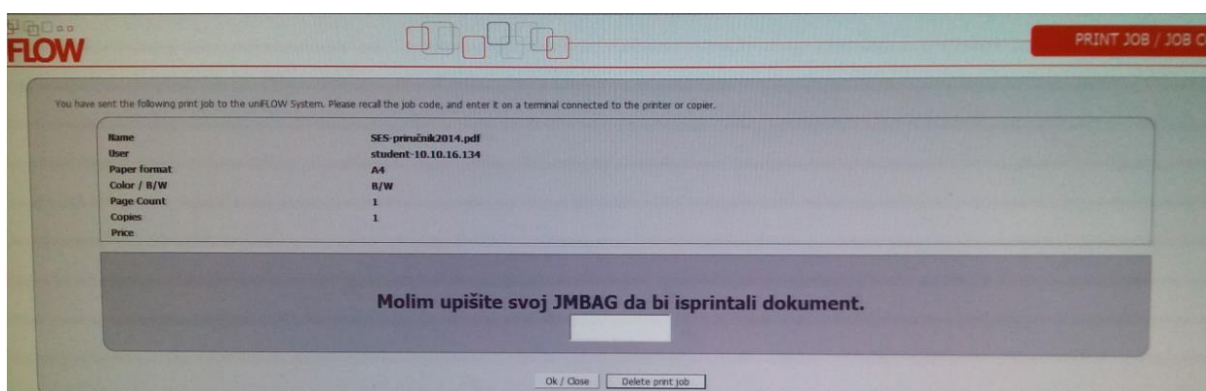 FLOW
PRINT JOB / JOB C
You have sent the following print job to the uniFLOW System. Please recall the job code, and enter it on a terminal connected to the printer or copier.
Name SES-priručnik2014.pdf
User student-10.10.16.134
Paper format A4
Color / B/W B/W
Page Count 1
Copies 1
Price
Molim upišite svoj JMBAG da bi isprintali dokument.
Ok / Close Delete print job